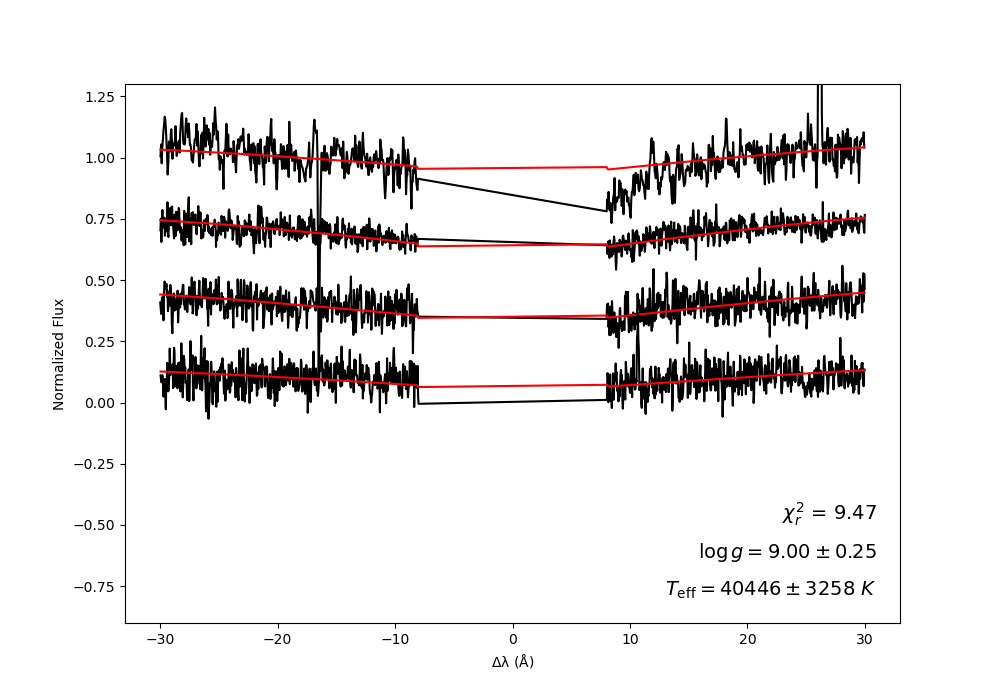 1.25
1.00
0.75
0.50
0.25
0.00
−0.25
−0.50
−0.75
Normalized Flux
χ²ᵣ = 9.47
log g = 9.00 ± 0.25
T_eff = 40446 ± 3258 K
−30 −20 −10 0 10 20 30
Δλ (Å)